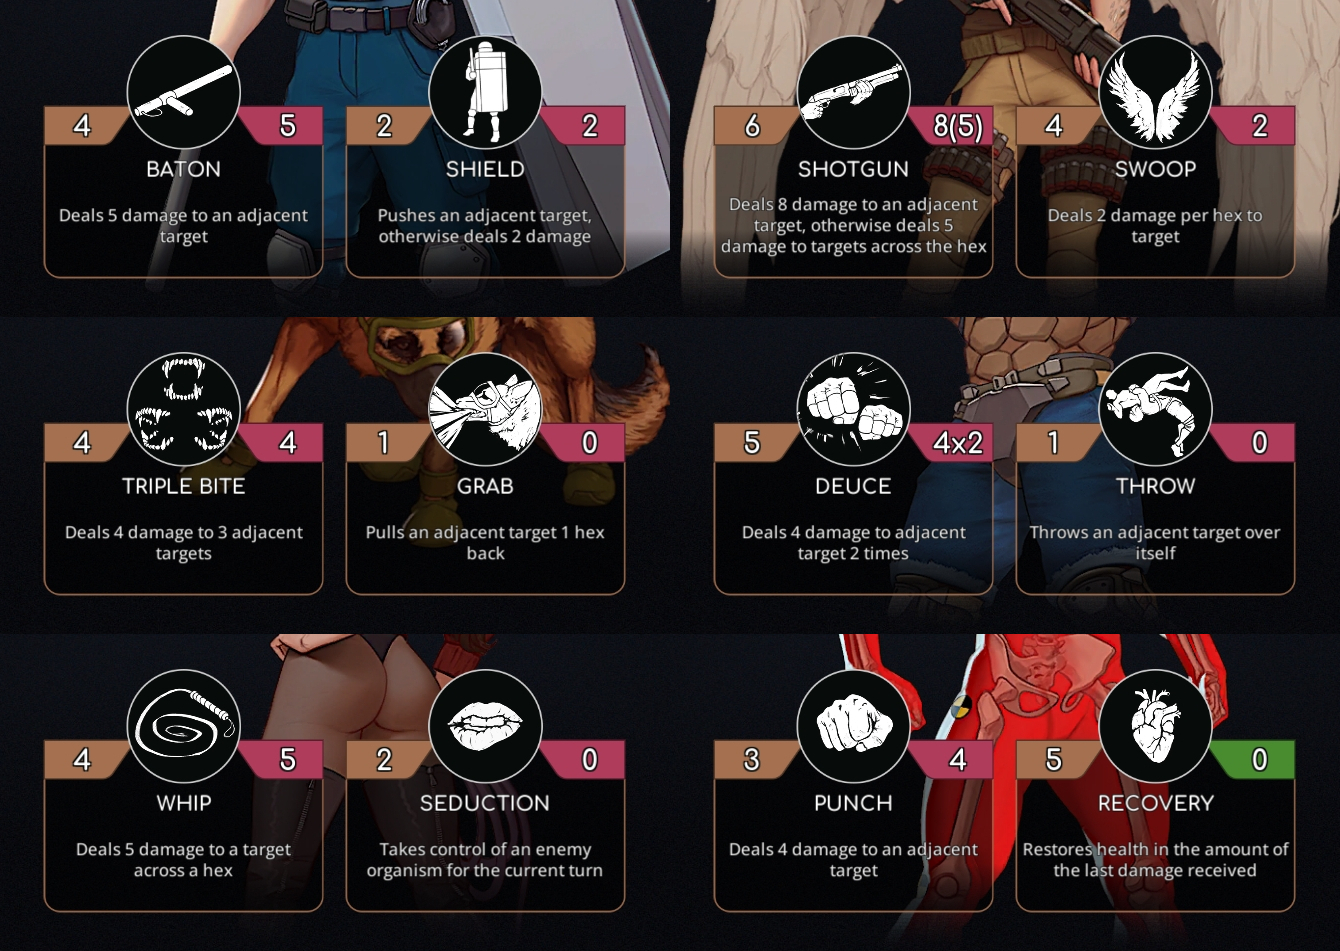 4
5
BATON
Deals 5 damage to an adjacent
target
2
2
SHIELD
Pushes an adjacent target,
otherwise deals 2 damage
6
8(5)
SHOTGUN
Deals 8 damage to an adjacent
target, otherwise deals 5
damage to targets across the hex
4
2
SWOOP
Deals 2 damage per hex to
target
4
4
TRIPLE BITE
Deals 4 damage to 3 adjacent
targets
1
0
GRAB
Pulls an adjacent target 1 hex
back
5
4x2
DEUCE
Deals 4 damage to adjacent
target 2 times
1
0
THROW
Throws an adjacent target over
itself
4
5
WHIP
Deals 5 damage to a target
across a hex
2
0
SEDUCTION
Takes control of an enemy
organism for the current turn
3
4
PUNCH
Deals 4 damage to an adjacent
target
5
0
RECOVERY
Restores health in the amount of
the last damage received